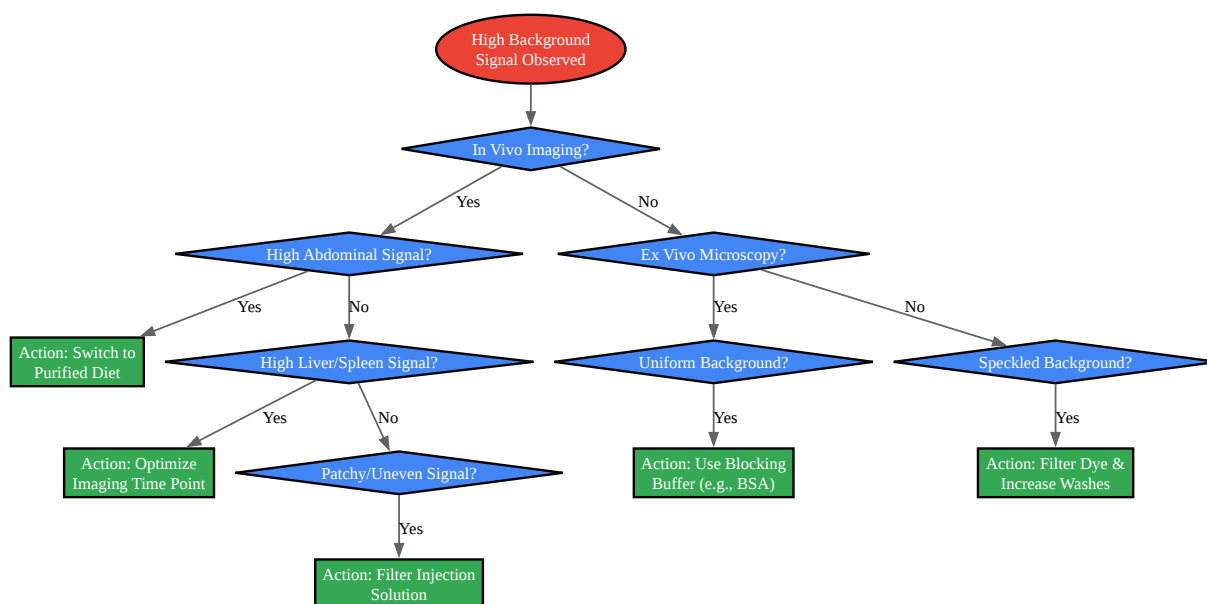 High Background
Signal Observed
In Vivo Imaging?
Yes
No
High Abdominal Signal?
Ex Vivo Microscopy?
Yes
No
Yes
No
Action: Switch to
Purified Diet
High Liver/Spleen Signal?
Uniform Background?
Speckled Background?
Yes
No
Yes
Yes
Action: Optimize
Imaging Time Point
Patchy/Uneven Signal?
Action: Use Blocking
Buffer (e.g., BSA)
Action: Filter Dye &
Increase Washes
Yes
Action: Filter Injection
Solution